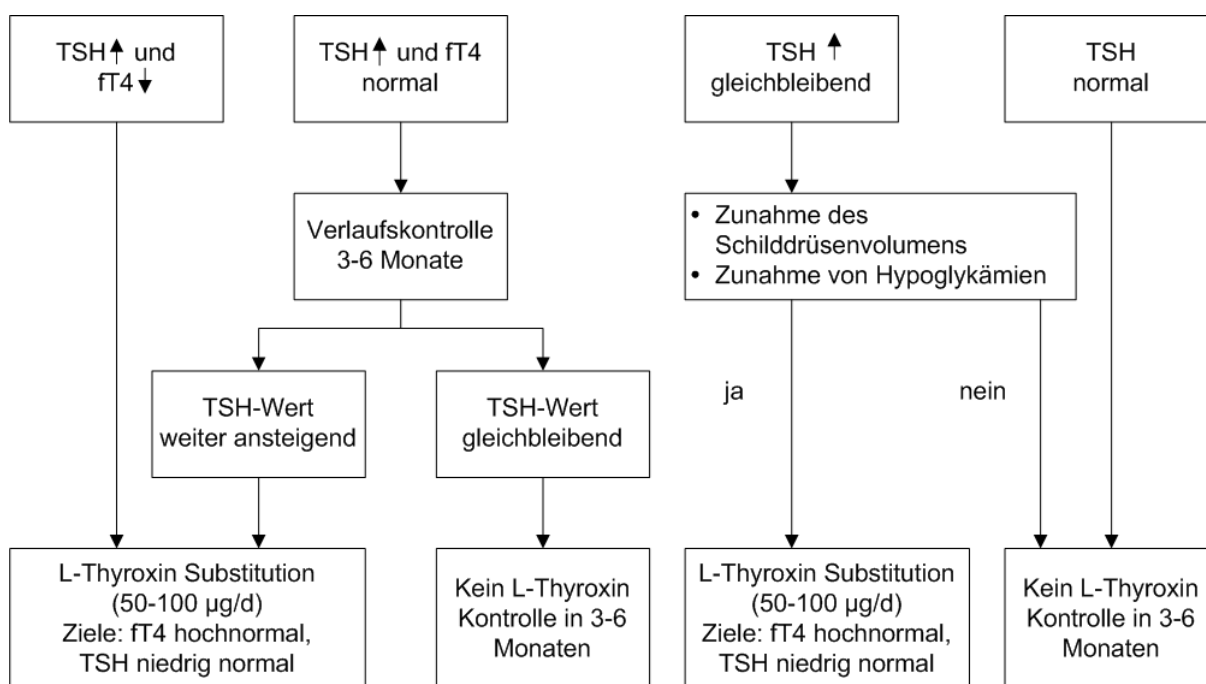 TSH↑ und
fT4↓
TSH↑ und fT4
normal
TSH ↑
gleichbleibend
TSH
normal
Verlaufskontrolle
3-6 Monate
• Zunahme des
Schilddrüsenvolumens
• Zunahme von Hypoglykämien
TSH-Wert
weiter ansteigend
TSH-Wert
gleichbleibend
ja
nein
L-Thyroxin Substitution
(50-100 µg/d)
Ziele: fT4 hochnormal,
TSH niedrig normal
Kein L-Thyroxin
Kontrolle in 3-6
Monaten
L-Thyroxin Substitution
(50-100 µg/d)
Ziele: fT4 hochnormal,
TSH niedrig normal
Kein L-Thyroxin
Kontrolle in 3-6
Monaten